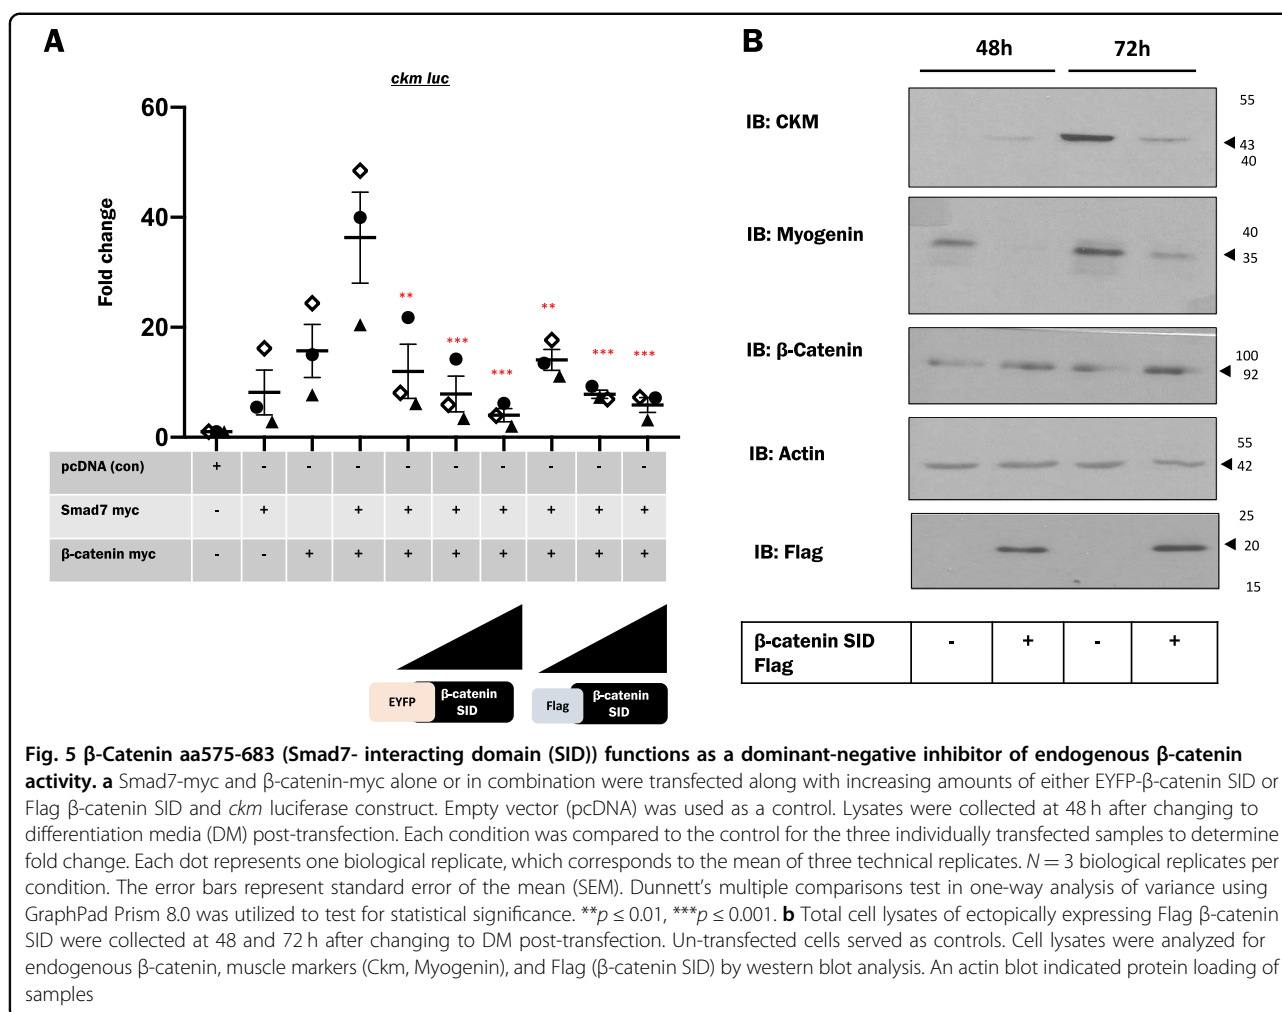 A
ckm luc
Fold change
60
40
20
0
** *** *** ** *** ***
pcDNA (con) + - - - - - - - - -
Smad7 myc - + + + + + + + +
β-catenin myc - - + + + + + + + +
EYFP β-catenin SID
Flag β-catenin SID
B
48h 72h
IB: CKM 55 43 40
IB: Myogenin 40 35
IB: β-Catenin 100 92
IB: Actin 55 42
IB: Flag 25 20 15
β-catenin SID Flag - + - +
Fig. 5 β-Catenin aa575-683 (Smad7- interacting domain (SID)) functions as a dominant-negative inhibitor of endogenous β-catenin
activity. a Smad7-myc and β-catenin-myc alone or in combination were transfected along with increasing amounts of either EYFP-β-catenin SID or
Flag β-catenin SID and ckm luciferase construct. Empty vector (pcDNA) was used as a control. Lysates were collected at 48 h after changing to
differentiation media (DM) post-transfection. Each condition was compared to the control for the three individually transfected samples to determine
fold change. Each dot represents one biological replicate, which corresponds to the mean of three technical replicates. N = 3 biological replicates per
condition. The error bars represent standard error of the mean (SEM). Dunnett's multiple comparisons test in one-way analysis of variance using
GraphPad Prism 8.0 was utilized to test for statistical significance. **p ≤ 0.01, ***p ≤ 0.001. b Total cell lysates of ectopically expressing Flag β-catenin
SID were collected at 48 and 72 h after changing to DM post-transfection. Un-transfected cells served as controls. Cell lysates were analyzed for
endogenous β-catenin, muscle markers (Ckm, Myogenin), and Flag (β-catenin SID) by western blot analysis. An actin blot indicated protein loading of
samples